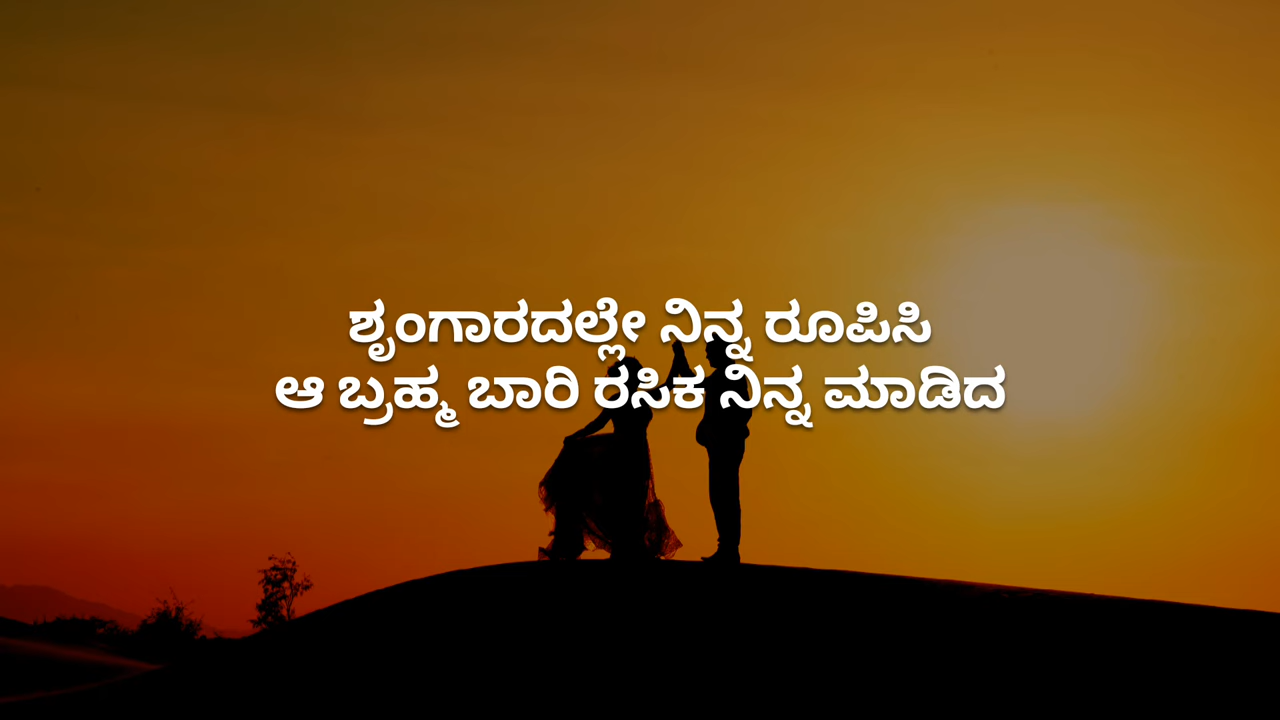 ಶೃಂಗಾರದಲ್ಲೇ ನಿನ್ನ ರೂಪಿಸಿ
ಆ ಬ್ರಹ್ಮ ಬಾರಿ ರಸಿಕ ನಿನ್ನ ಮಾಡಿದ